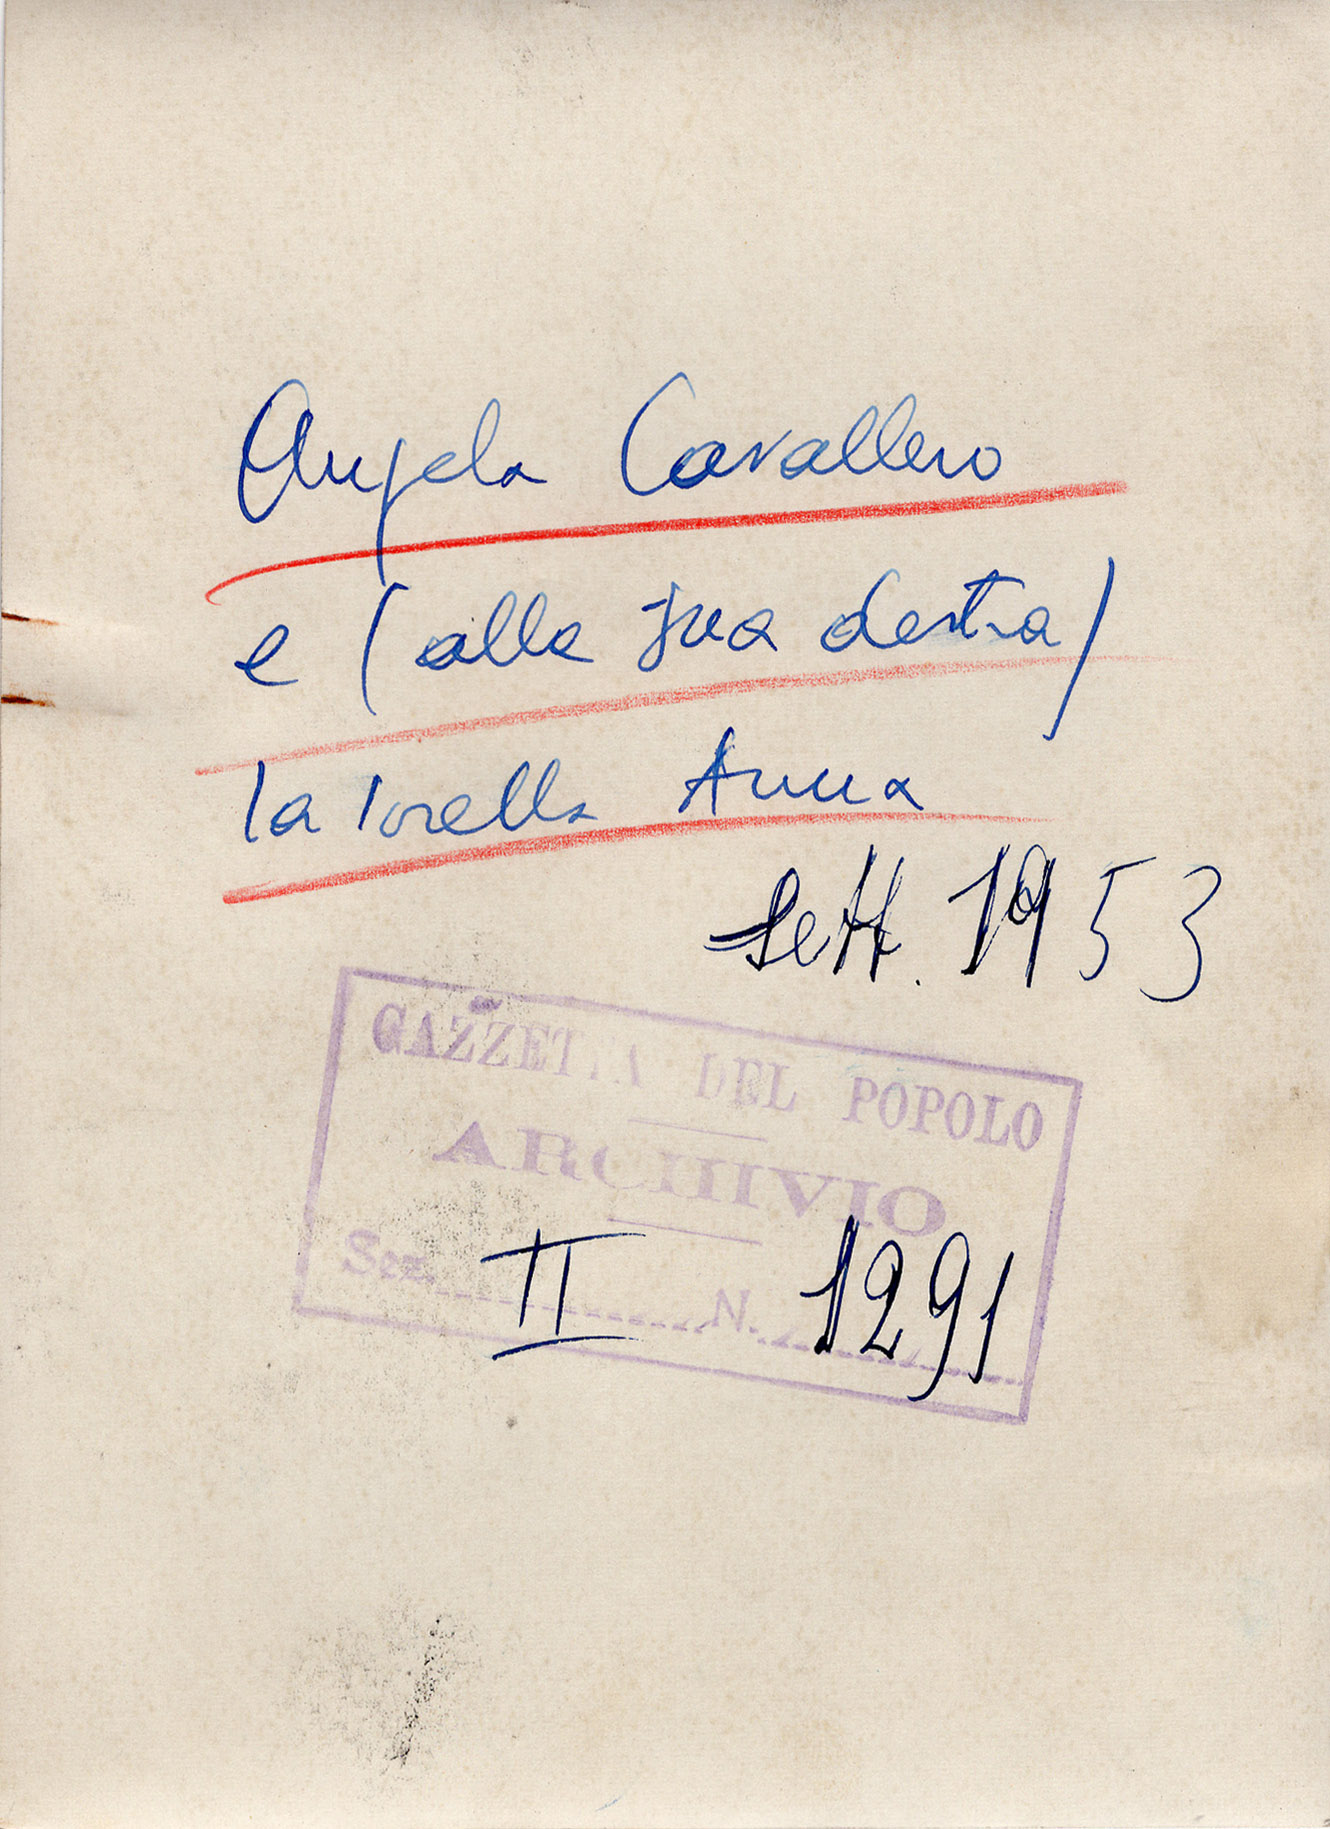 Angela Cavallero
e (alla sua destra)
la sorella Anna
sett. 1953
GAZZETTA DEL POPOLO
ARCHIVIO
Sez. II N. 1291